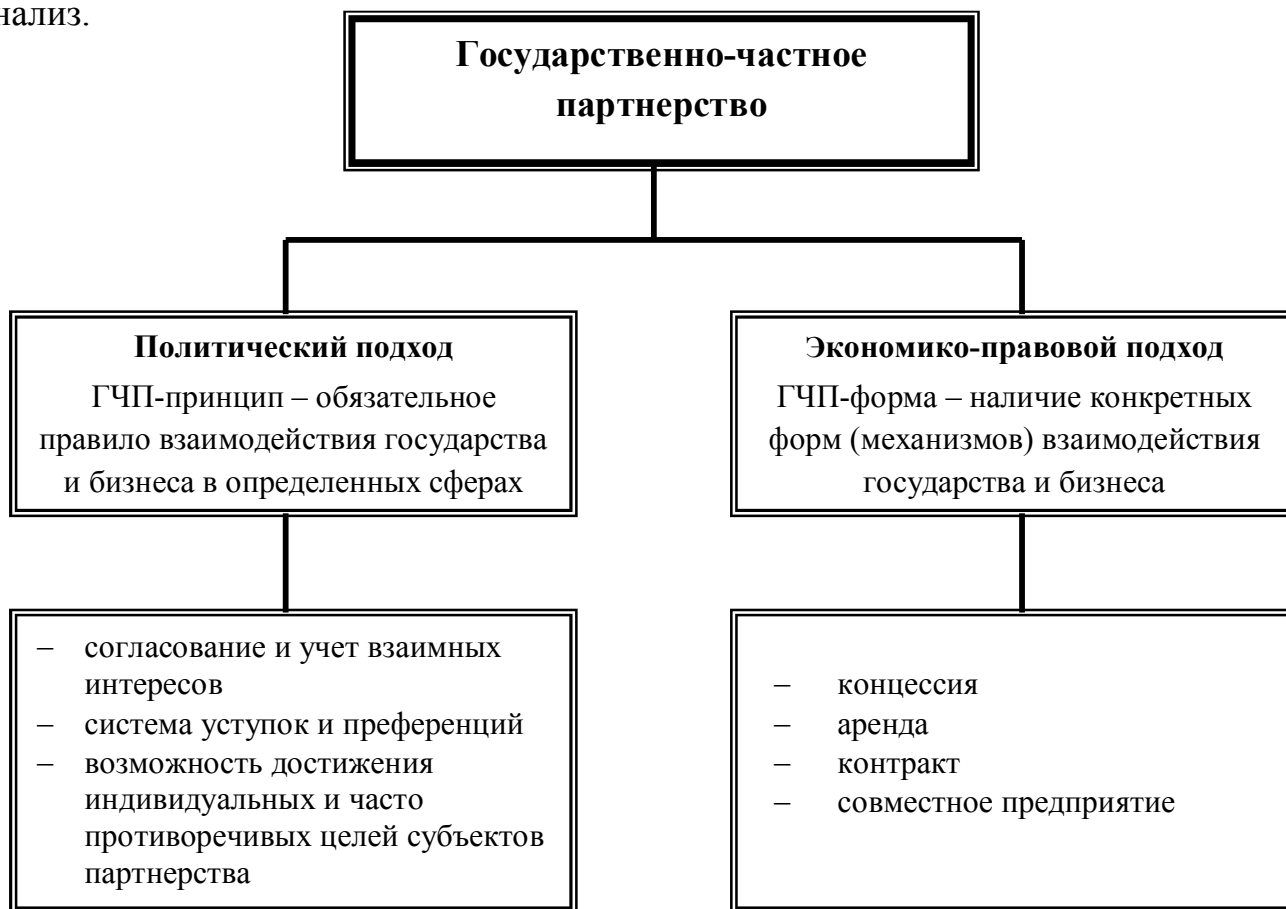 нализ.
Государственно-частное
партнерство
Политический подход
ГЧП-принцип – обязательное
правило взаимодействия государства
и бизнеса в определенных сферах
Экономико-правовой подход
ГЧП-форма – наличие конкретных
форм (механизмов) взаимодействия
государства и бизнеса
– согласование и учет взаимных
интересов
– система уступок и преференций
– возможность достижения
индивидуальных и часто
противоречивых целей субъектов
партнерства
– концессия
– аренда
– контракт
– совместное предприятие